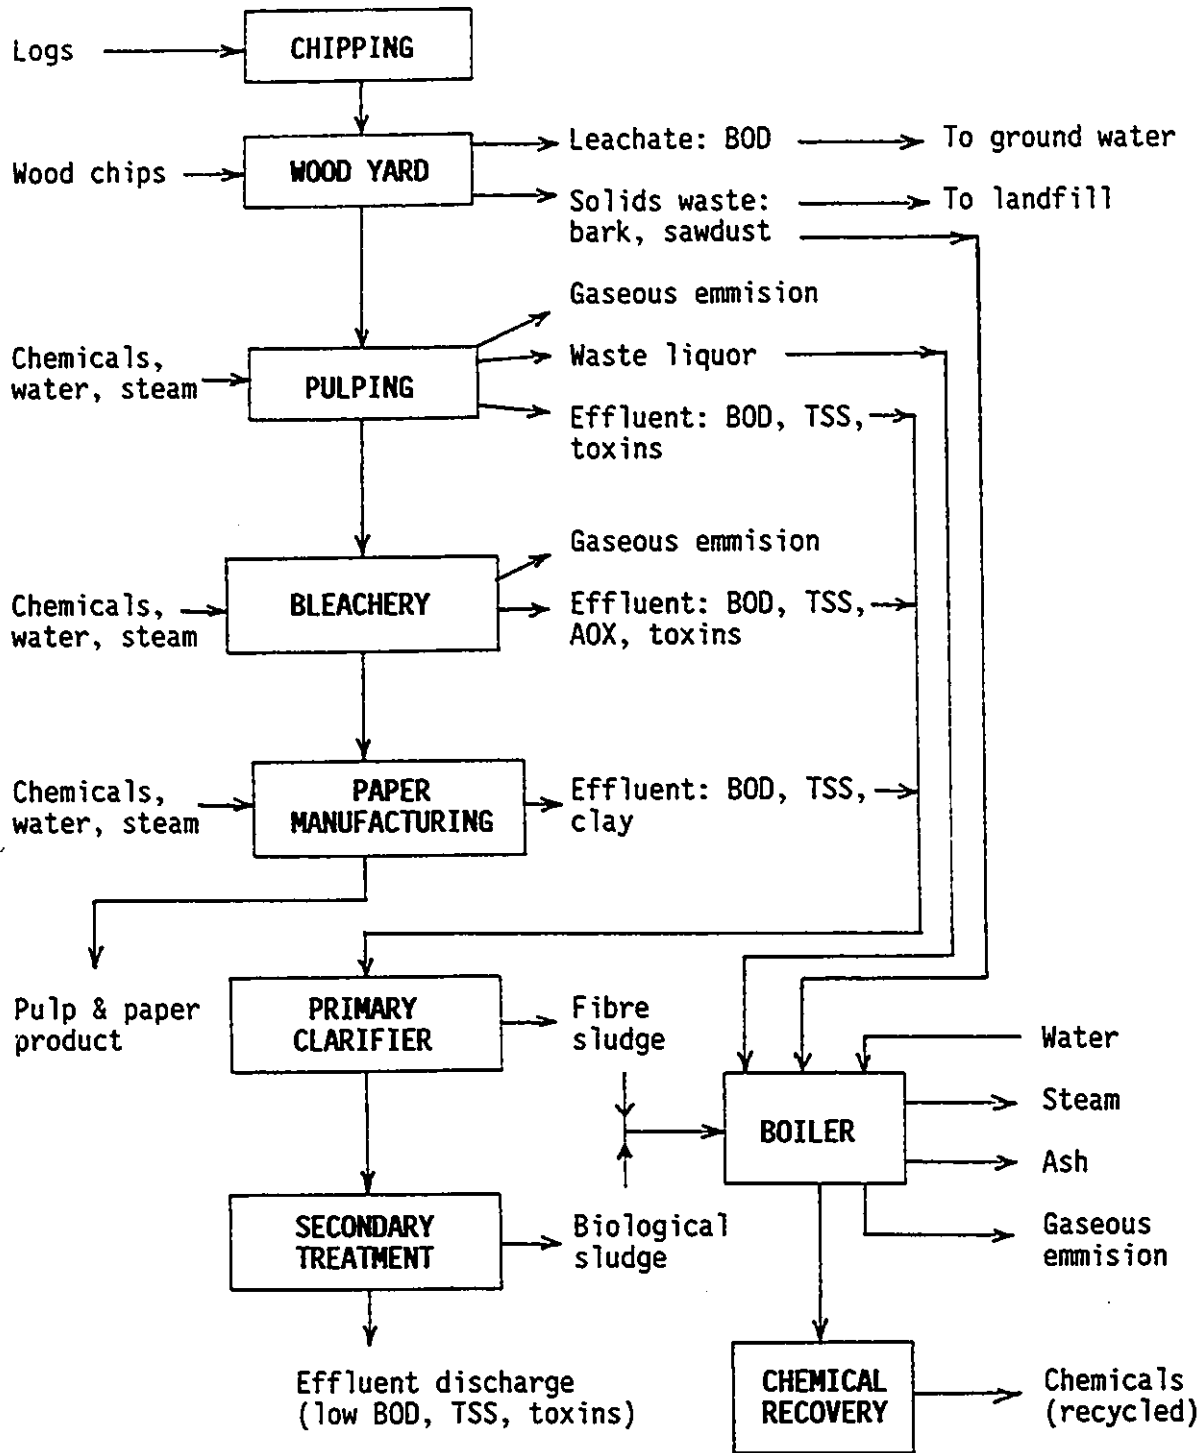 Logs
CHIPPING
Wood chips
WOOD YARD
Leachate: BOD
To ground water
Solids waste:
bark, sawdust
To landfill
Chemicals,
water, steam
PULPING
Gaseous emmision
Waste liquor
Effluent: BOD, TSS,
toxins
Chemicals,
water, steam
BLEACHERY
Gaseous emmision
Effluent: BOD, TSS,
AOX, toxins
Chemicals,
water, steam
PAPER
MANUFACTURING
Effluent: BOD, TSS,
clay
Pulp & paper
product
PRIMARY
CLARIFIER
Fibre
sludge
Water
Steam
BOILER
Ash
SECONDARY
TREATMENT
Biological
sludge
Gaseous
emmision
Effluent discharge
(low BOD, TSS, toxins)
CHEMICAL
RECOVERY
Chemicals
(recycled)